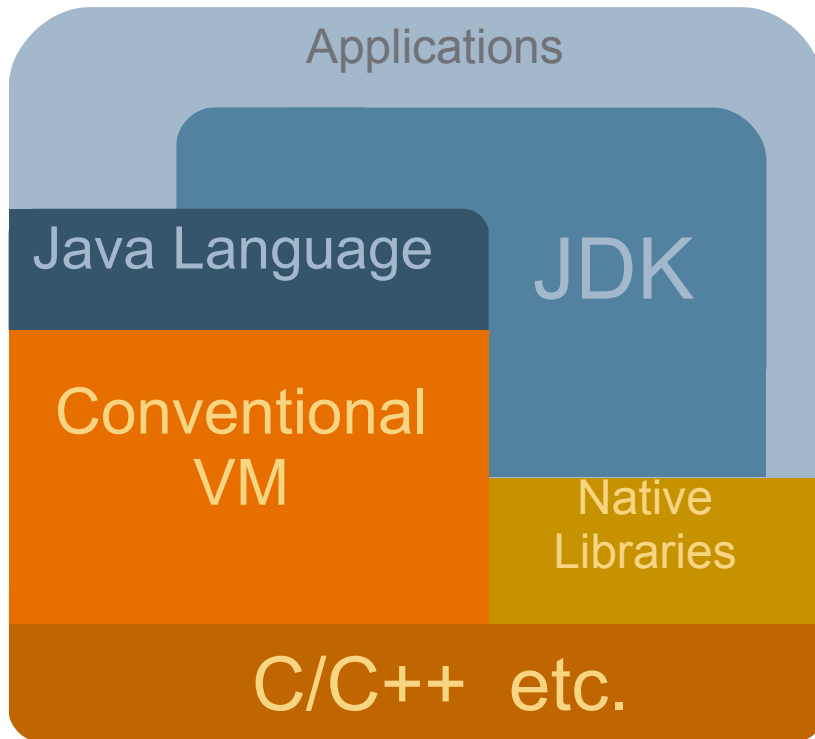 Applications
Java Language
JDK
Conventional
VM
Native
Libraries
C/C++ etc.